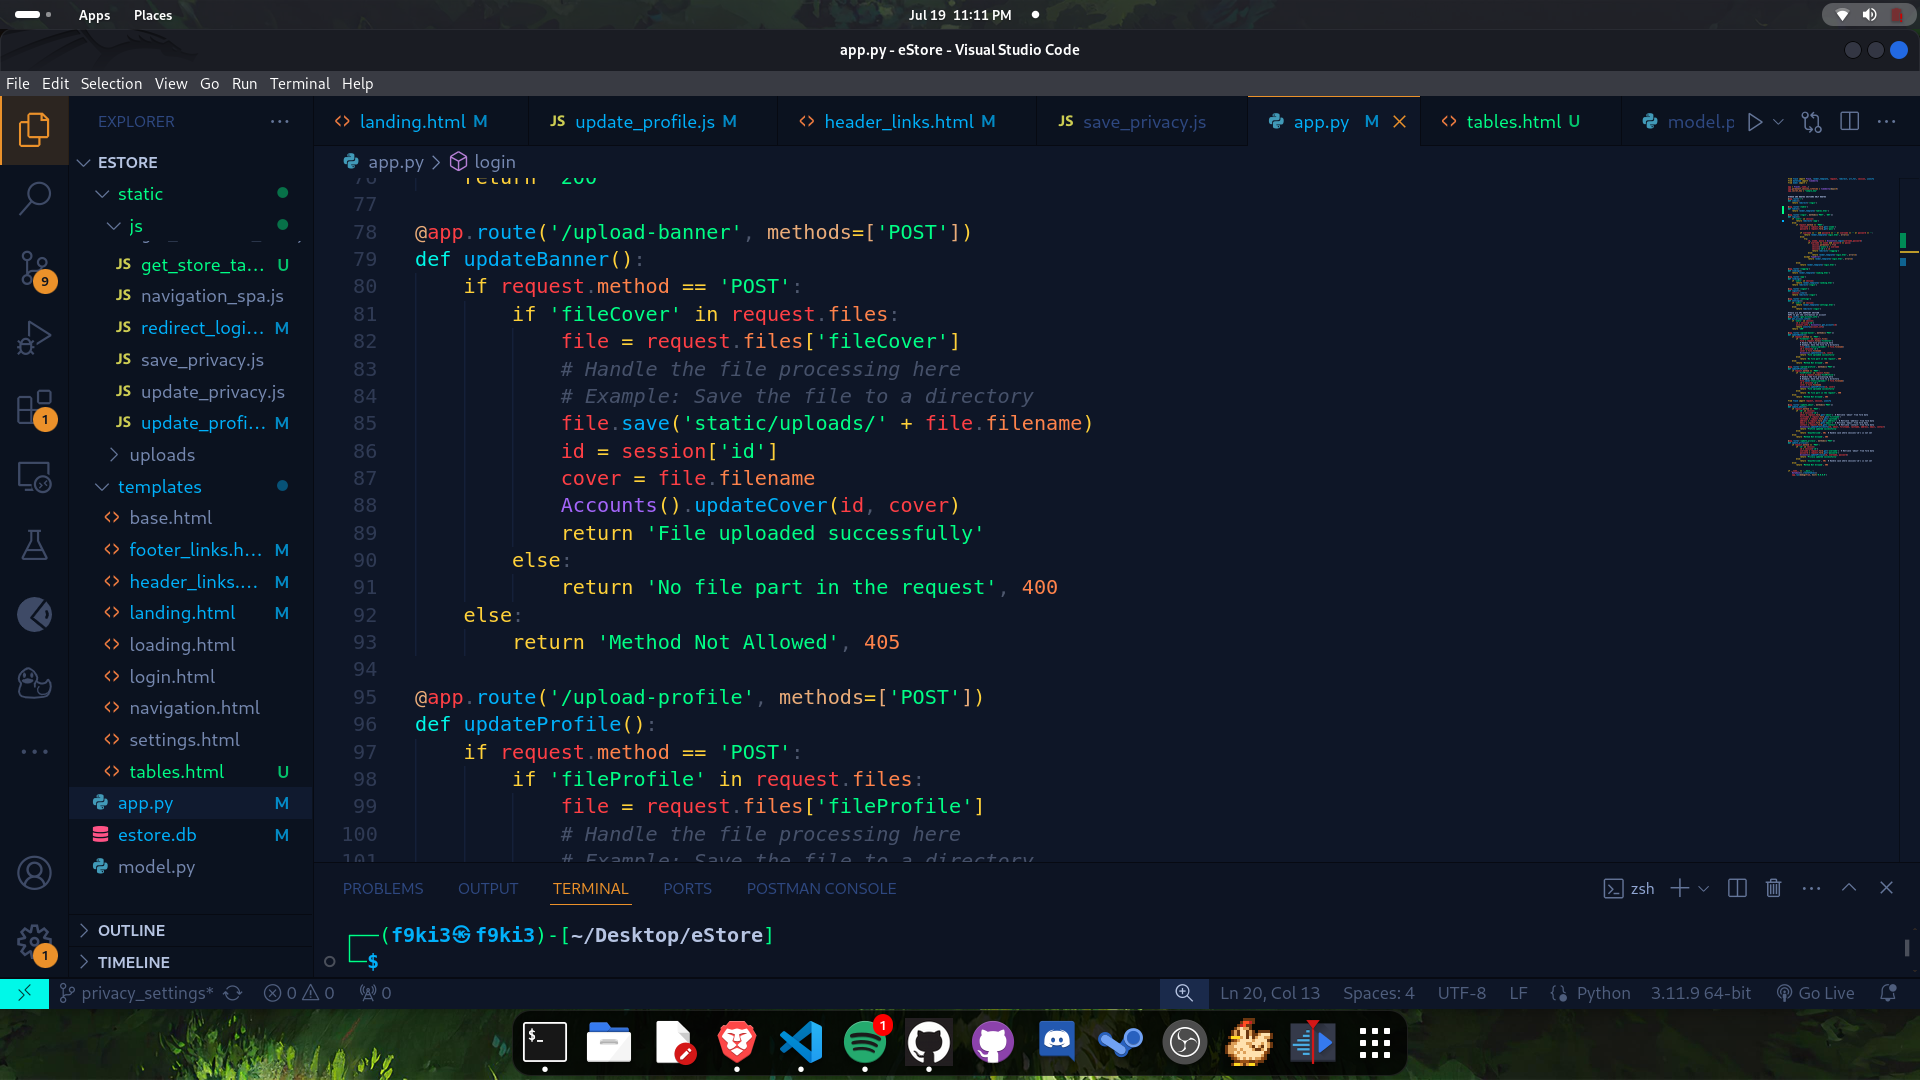 Apps Places
Jul 19 11:11 PM
app.py - eStore - Visual Studio Code
File Edit Selection View Go Run Terminal Help
EXPLORER
landing.html M
JS update_profile.js M
header_links.html M
JS save_privacy.js
app.py M
tables.html U
model.p
app.py > login
ESTORE
static
js
JS get_store_ta... U
JS navigation_spa.js
JS redirect_logi... M
JS save_privacy.js
JS update_privacy.js
JS update_profi... M
uploads
templates
base.html
footer_links.h... M
header_links.... M
landing.html M
loading.html
login.html
navigation.html
settings.html
tables.html U
app.py M
estore.db M
model.py
OUTLINE
TIMELINE
9
1
1
76 return '200'
77
78 @app.route('/upload-banner', methods=['POST'])
79 def updateBanner():
80 if request.method == 'POST':
81 if 'fileCover' in request.files:
82 file = request.files['fileCover']
83 # Handle the file processing here
84 # Example: Save the file to a directory
85 file.save('static/uploads/' + file.filename)
86 id = session['id']
87 cover = file.filename
88 Accounts().updateCover(id, cover)
89 return 'File uploaded successfully'
90 else:
91 return 'No file part in the request', 400
92 else:
93 return 'Method Not Allowed', 405
94
95 @app.route('/upload-profile', methods=['POST'])
96 def updateProfile():
97 if request.method == 'POST':
98 if 'fileProfile' in request.files:
99 file = request.files['fileProfile']
100 # Handle the file processing here
101 # Example: Save the file to a directory
PROBLEMS OUTPUT TERMINAL PORTS POSTMAN CONSOLE
zsh
(f9ki3㉿f9ki3)-[~/Desktop/eStore]
$
privacy_settings* 0 0 0
Ln 20, Col 13 Spaces: 4 UTF-8 LF Python 3.11.9 64-bit Go Live
1